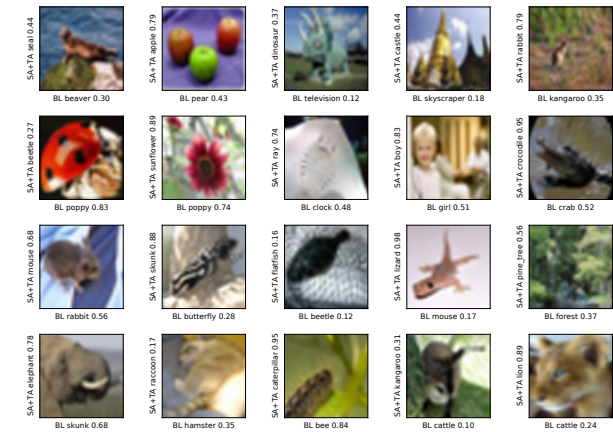 SA+TA seal 0.44
BL beaver 0.30
SA+TA apple 0.79
BL pear 0.43
SA+TA dinosaur 0.37
BL television 0.12
SA+TA castle 0.44
BL skyscraper 0.18
SA+TA rabbit 0.79
BL kangaroo 0.35
SA+TA beetle 0.27
BL poppy 0.83
SA+TA sunflower 0.89
BL poppy 0.74
SA+TA ray 0.74
BL clock 0.48
SA+TA boy 0.83
BL girl 0.51
SA+TA crocodile 0.95
BL crab 0.52
SA+TA mouse 0.68
BL rabbit 0.56
SA+TA skunk 0.88
BL butterfly 0.28
SA+TA flatfish 0.16
BL beetle 0.12
SA+TA lizard 0.98
BL mouse 0.17
SA+TA pine_tree 0.56
BL forest 0.37
SA+TA elephant 0.78
BL skunk 0.68
SA+TA raccoon 0.17
BL hamster 0.35
SA+TA caterpillar 0.95
BL bee 0.84
SA+TA kangaroo 0.31
BL cattle 0.10
SA+TA lion 0.89
BL cattle 0.24